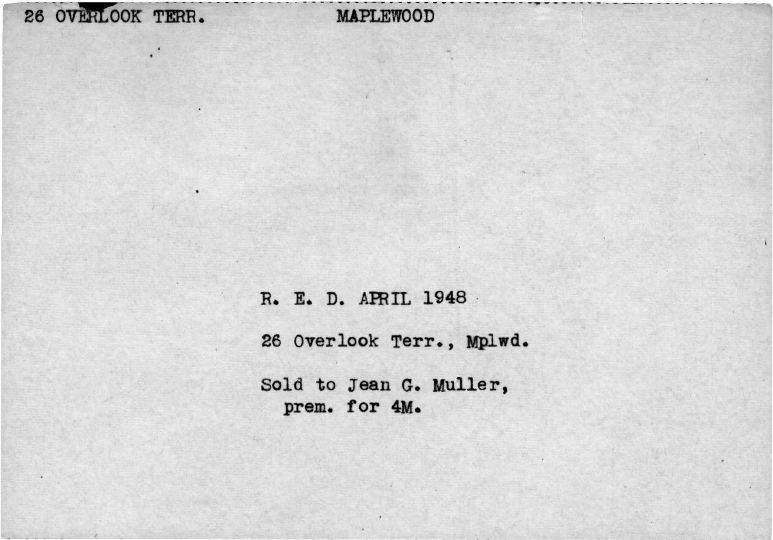 26 OVERLOOK TERR. MAPLEWOOD
R. E. D. APRIL 1948
26 Overlook Terr., Mplwd.
Sold to Jean G. Muller,
prem. for 4M.